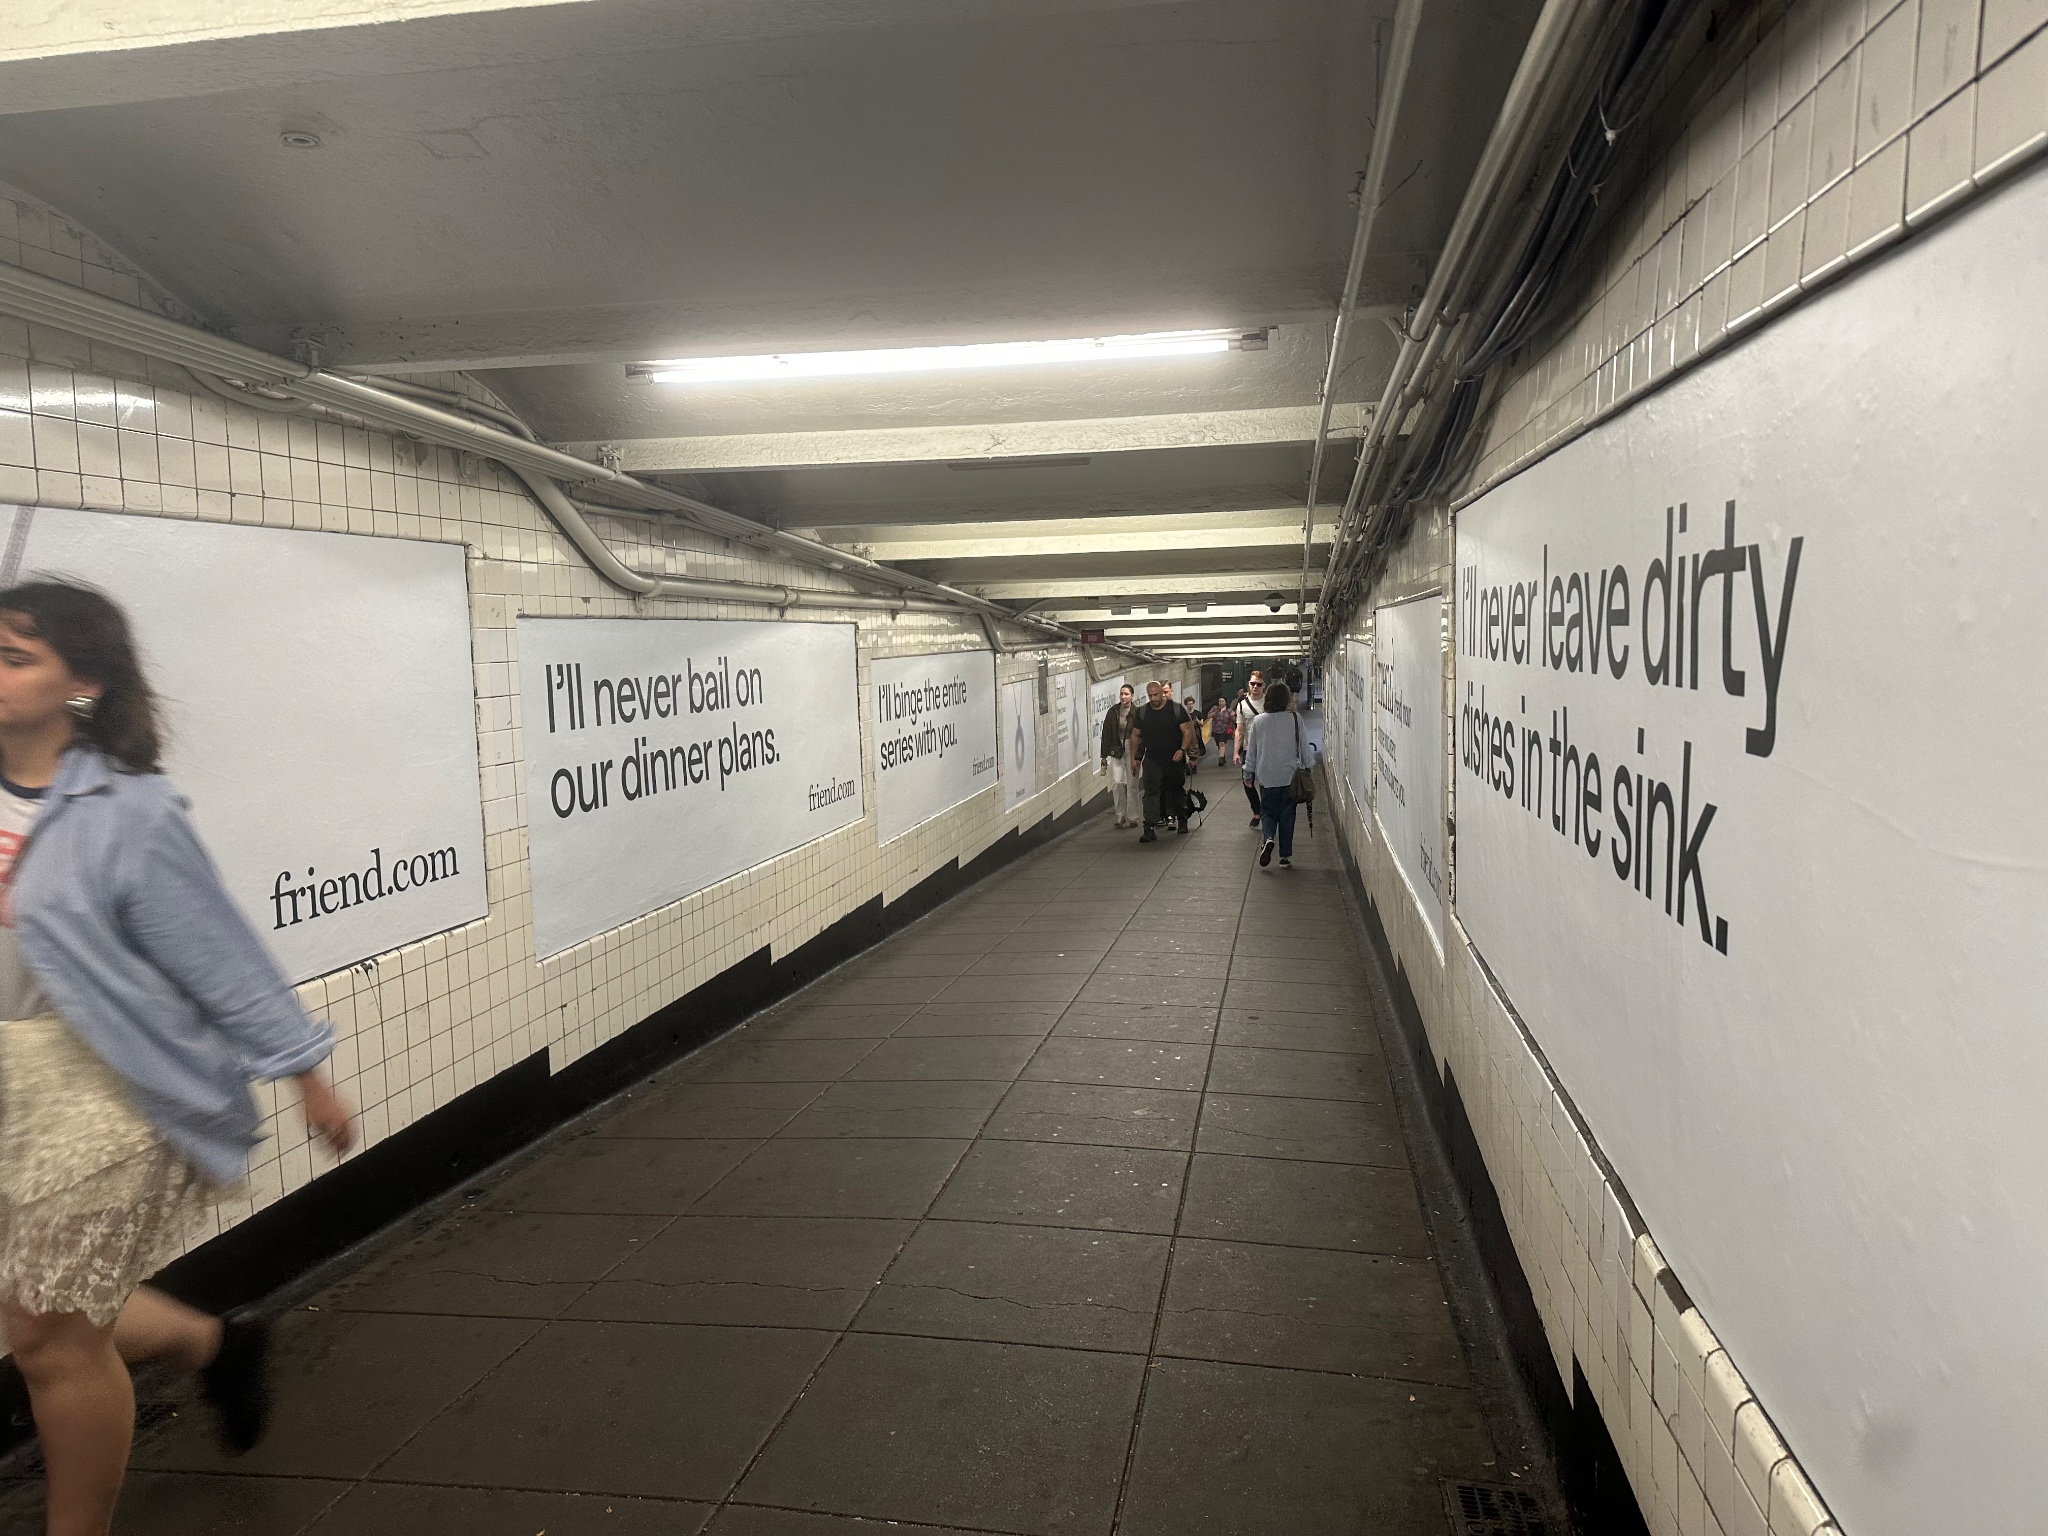 friend.com
I'll never bail on
our dinner plans.
friend.com
I'll binge the entire
series with you.
friend.com
I'll never leave dirty
dishes in the sink.